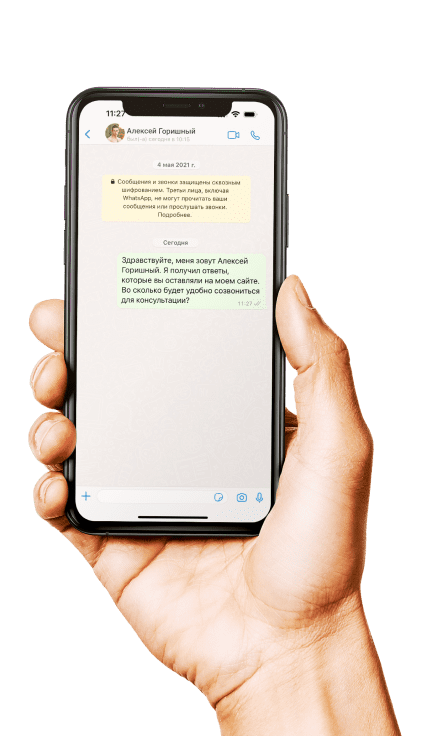 11:27
Алексей Горишный
был(-а) сегодня в 10:15
4 мая 2021 г.
Сообщения и звонки защищены сквозным
шифрованием. Третьи лица, включая
WhatsApp, не могут прочитать ваши
сообщения или прослушать звонки.
Подробнее.
Сегодня
Здравствуйте, меня зовут Алексей
Горишный. Я получил ответы,
которые вы оставляли на моем сайте.
Во сколько будет удобно созвониться
для консультации?
11:27